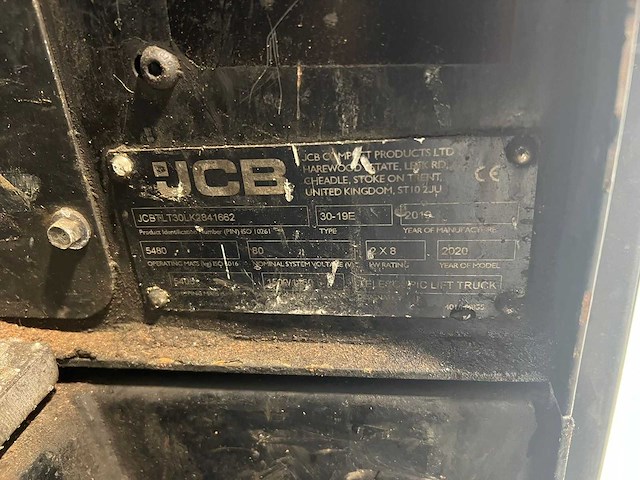 JCB
JCB COMPACT PRODUCTS LTD
HAREWOOD ESTATE, LEEK RD,
CHEADLE, STOKE ON TRENT,
UNITED KINGDOM, ST10 2JU
CE
30-19E 2019
Product Identification Number (PIN) ISO 10261 TYPE YEAR OF MANUFACTURE
5480 80 2 X 8 2020
OPERATING MASS (kg) ISO 6016 NOMINAL SYSTEM VOLTAGE (V) kW RATING YEAR OF MODEL
TELESCOPIC LIFT TRUCK